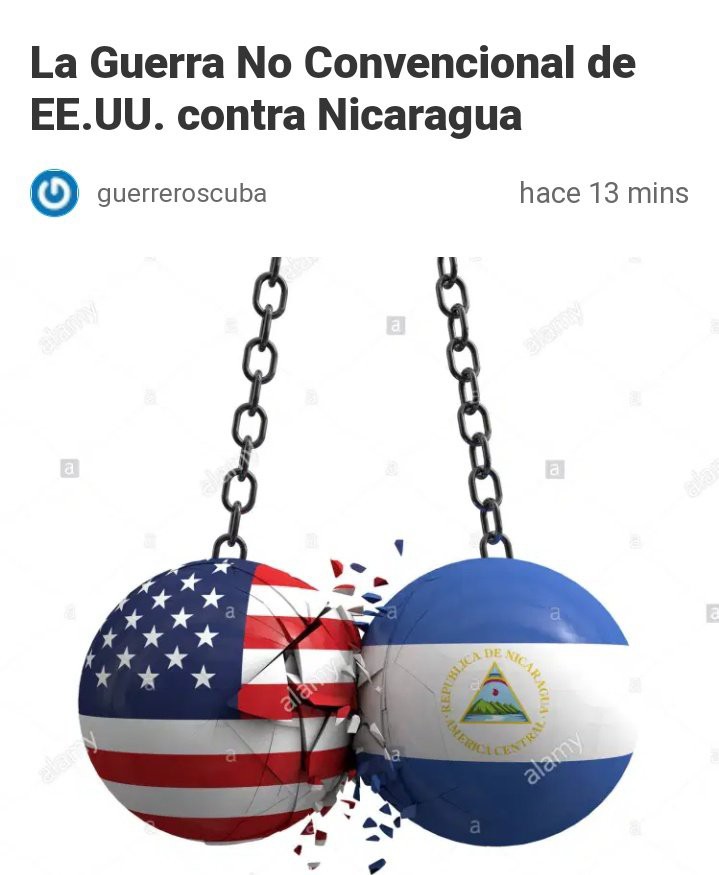 La Guerra No Convencional de
EE.UU. contra Nicaragua
guerreroscuba
hace 13 mins
alamy
alamy
a
a
a
alamy
a
a
alamy
REPUBLICA DE NICARAGUA
AMERICA CENTRAL
alamy
a
a
alamy
a